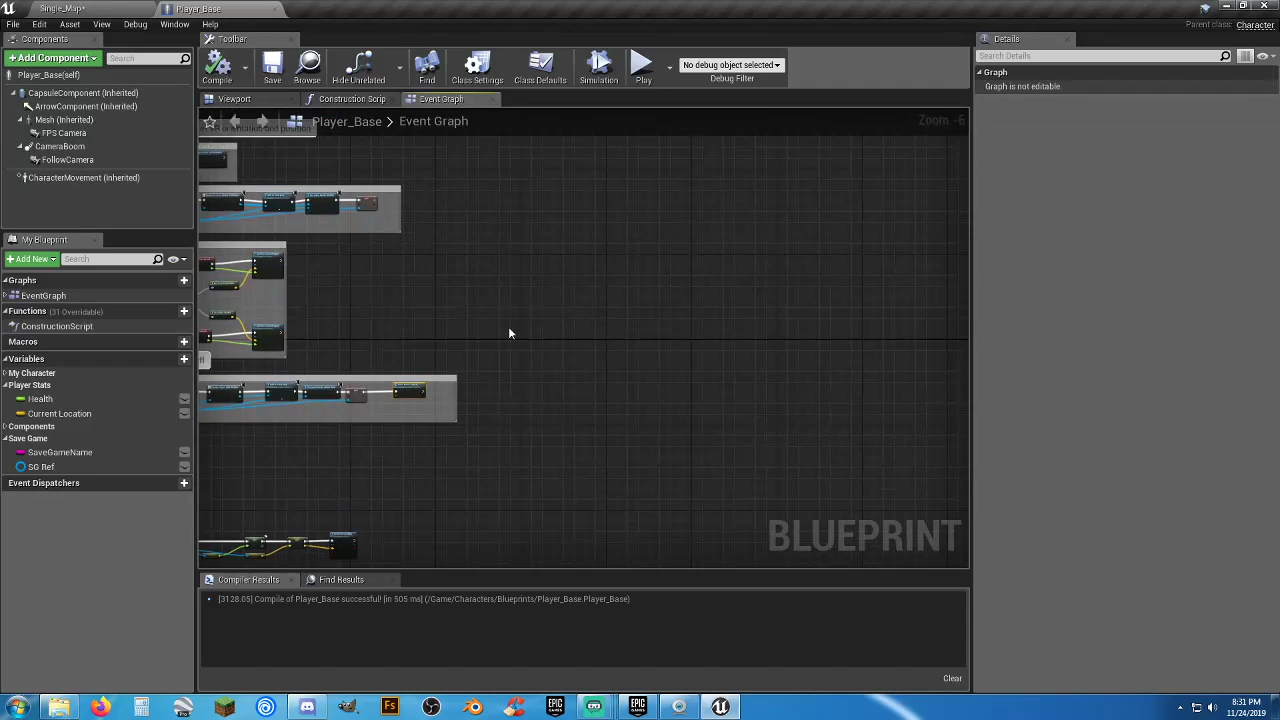 Single_Map*
Player_Base
File Edit Asset View Debug Window Help
Parent class: Character
Components
Toolbar
Details
Add Component
Search
Player_Base(self)
CapsuleComponent (Inherited)
ArrowComponent (Inherited)
Mesh (Inherited)
FPS Camera
CameraBoom
FollowCamera
CharacterMovement (Inherited)
Compile
Save
Browse
Hide Unrelated
Find
Class Settings
Class Defaults
Simulation
Play
No debug object selected
Debug Filter
Search Details
Graph
Graph is not editable
Viewport
Construction Scrip
Event Graph
Player_Base > Event Graph
Zoom -6
My Blueprint
Add New
Search
Graphs
EventGraph
Functions (31 Overridable)
ConstructionScript
Macros
Variables
My Character
Player Stats
Health
Current Location
Components
Save Game
SaveGameName
SG Ref
Event Dispatchers
BLUEPRINT
Compiler Results
Find Results
[3128.05] Compile of Player_Base successful! [in 505 ms] (/Game/Characters/Blueprints/Player_Base.Player_Base)
Clear
8:31 PM
11/24/2019